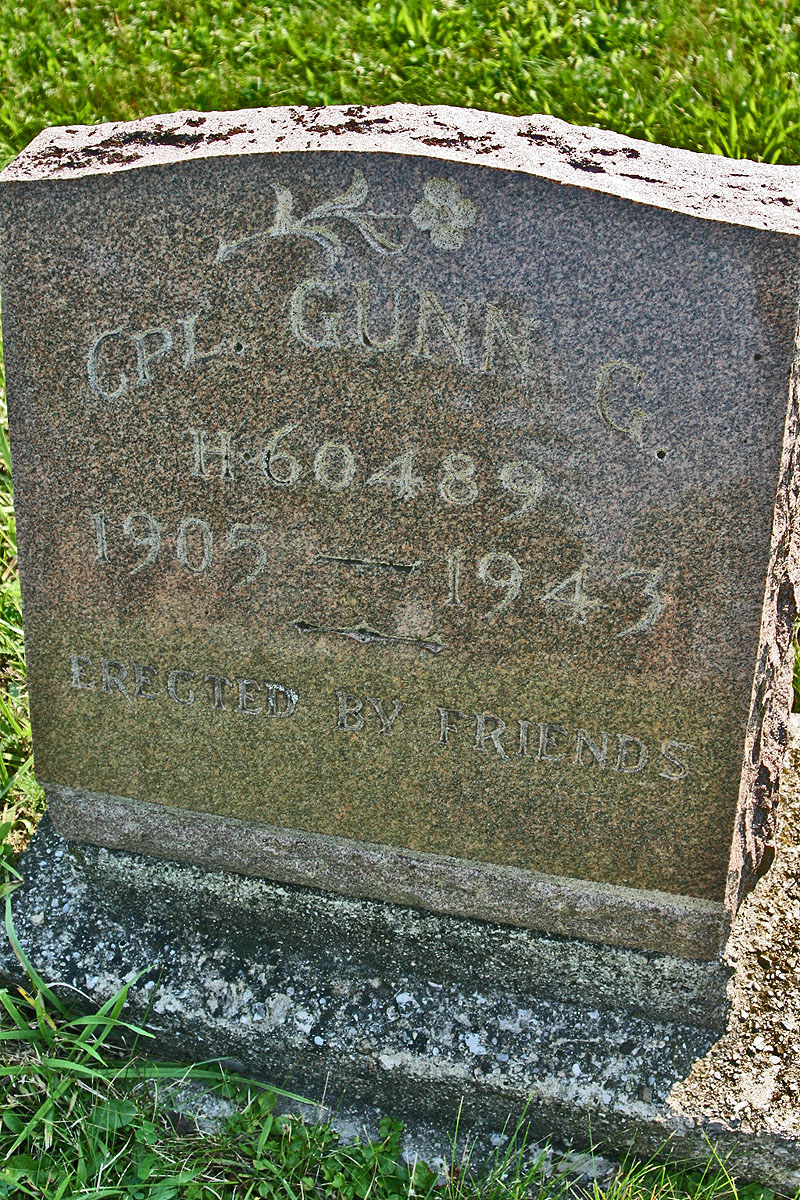 CPL. GUNN G.
H·60489
1905 — 1943
ERECTED BY FRIENDS